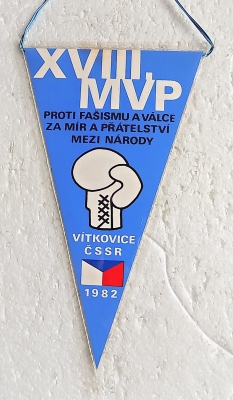 XVIII.
MVP
PROTI FAŠISMU A VÁLCE
ZA MÍR A PŘÁTELSTVÍ
MEZI NÁRODY
VÍTKOVICE
ČSSR
1982